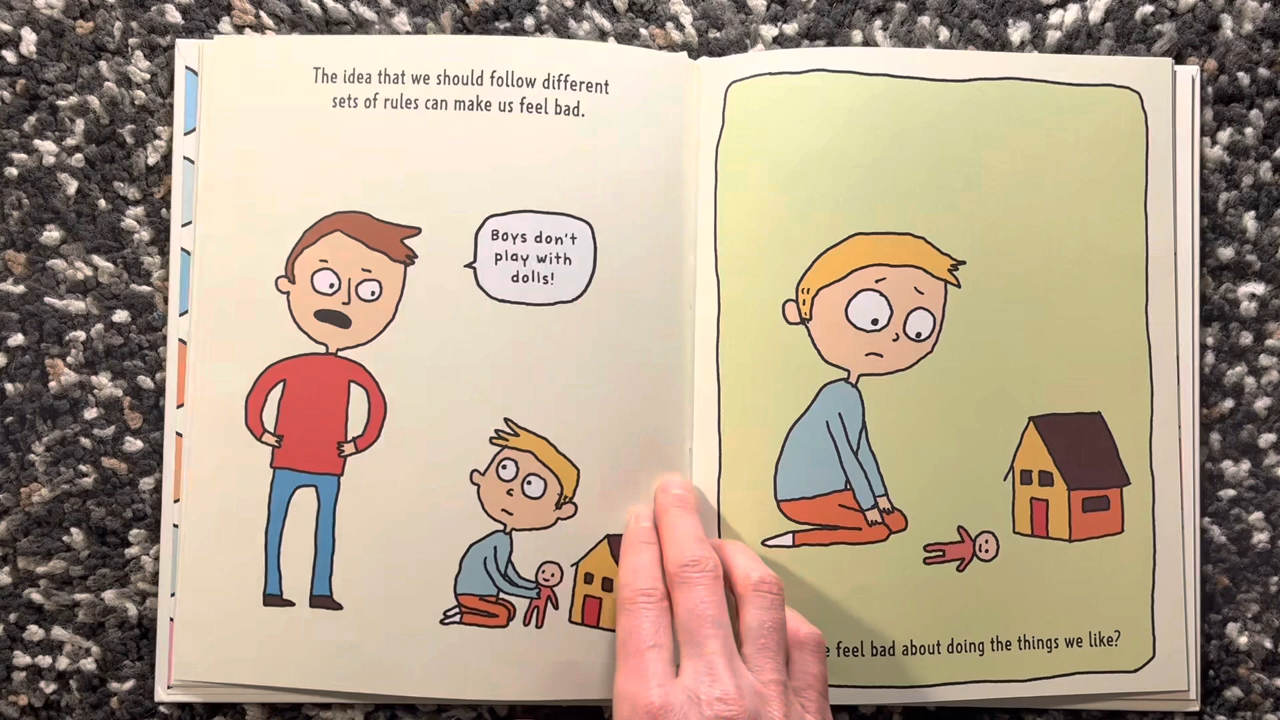 The idea that we should follow different
sets of rules can make us feel bad.
Boys don't
play with
dolls!
feel bad about doing the things we like?